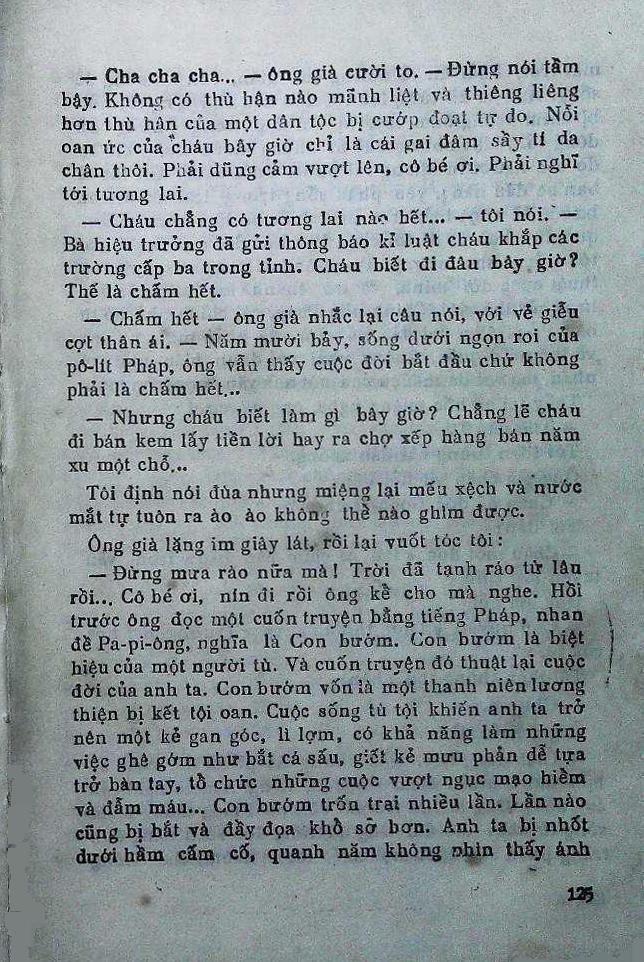 — Cha cha cha... — ông già cười to. — Đừng nói tầm
bậy. Không có thù hận nào mãnh liệt và thiêng liêng
hơn thù hận của một dân tộc bị cướp đoạt tự do. Nỗi
oan ức của cháu bây giờ chỉ là cái gai đâm sầy tí da
chân thôi. Phải dũng cảm vượt lên, cô bé ơi. Phải nghĩ
tới tương lai.
— Cháu chẳng có tương lai nào hết... — tôi nói. —
Bà hiệu trưởng đã gửi thông báo kỉ luật cháu khắp các
trường cấp ba trong tỉnh. Cháu biết đi đâu bây giờ?
Thế là chấm hết.
— Chấm hết — ông già nhắc lại câu nói, với vẻ giễu
cợt thân ái. — Năm mười bảy, sống dưới ngọn roi của
pô-lít Pháp, ông vẫn thấy cuộc đời bắt đầu chứ không
phải là chấm hết...
— Nhưng cháu biết làm gì bây giờ? Chẳng lẽ cháu
đi bán kem lấy tiền lời hay ra chợ xếp hàng bán năm
xu một chỗ...
Tôi định nói đùa nhưng miệng lại mếu xệch và nước
mắt tự tuôn ra ào ào không thể nào ghìm được.
Ông già lặng im giây lát, rồi lại vuốt tóc tôi:
— Đừng mưa rào nữa mà! Trời đã tạnh ráo từ lâu
rồi... Cô bé ơi, nín đi rồi ông kể cho mà nghe. Hồi
trước ông đọc một cuốn truyện bằng tiếng Pháp, nhan
đề Pa-pi-ông, nghĩa là Con bướm. Con bướm là biệt
hiệu của một người tù. Và cuốn truyện đó thuật lại cuộc
đời của anh ta. Con bướm vốn là một thanh niên lương
thiện bị kết tội oan. Cuộc sống tù tội khiến anh ta trở
nên một kẻ gan góc, lì lợm, có khả năng làm những
việc ghê gớm như bắt cá sấu, giết kẻ mưu phản dễ tựa
trở bàn tay, tổ chức những cuộc vượt ngục mạo hiểm
và đẫm máu... Con bướm trốn trại nhiều lần. Lần nào
cũng bị bắt và đầy đọa khổ sở hơn. Anh ta bị nhốt
dưới hầm cấm cố, quanh năm không nhìn thấy ánh
125